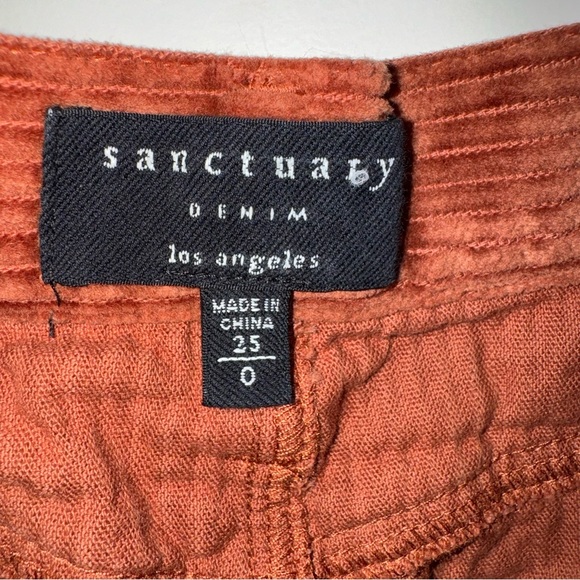 sanctuary
DENIM
los angeles
MADE IN
CHINA
25
0